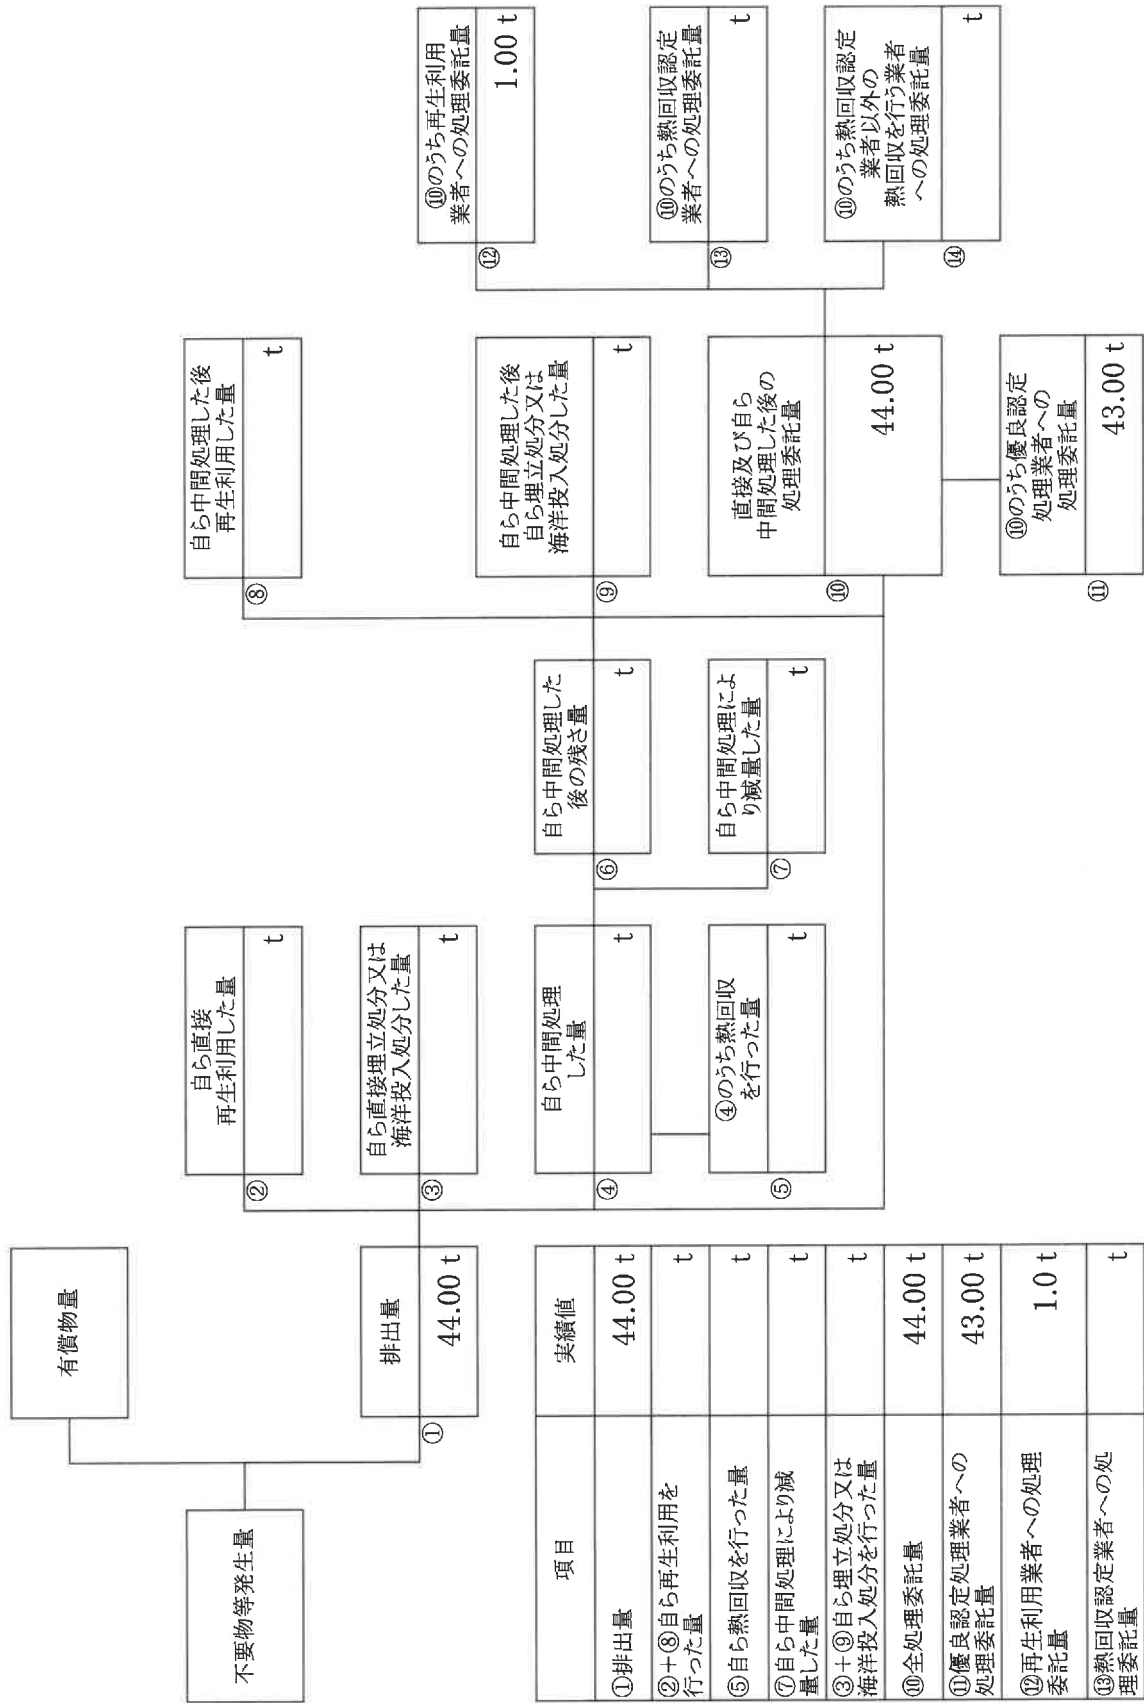 不要物等発生量
有償物量
排出量
①
44.00 t
自ら直接
再生利用した量
②
t
自ら直接埋立処分又は
海洋投入処分した量
③
t
自ら中間処理
した量
④
t
④のうち熱回収
を行った量
⑤
t
自ら中間処理した
後の残さ量
⑥
t
自ら中間処理によ
り減量した量
⑦
t
自ら中間処理した後
再生利用した量
⑧
t
自ら中間処理した後
自ら埋立処分又は
海洋投入処分した量
⑨
t
直接及び自ら
中間処理した後の
処理委託量
⑩
44.00 t
⑩のうち優良認定
処理業者への
処理委託量
⑪
43.00 t
⑩のうち再生利用
業者への処理委託量
⑫
1.00 t
⑩のうち熱回収認定
業者への処理委託量
⑬
t
⑩のうち熱回収認定
業者以外の
熱回収を行う業者
への処理委託量
⑭
t
項目 実績値
①排出量 44.00 t
②+⑧自ら再生利用を
行った量 t
⑤自ら熱回収を行った量 t
⑦自ら中間処理により減
量した量 t
③+⑨自ら埋立処分又は
海洋投入処分を行った量 t
⑩全処理委託量 44.00 t
⑪優良認定処理業者への
処理委託量 43.00 t
⑫再生利用業者への処理
委託量 1.0 t
⑬熱回収認定業者への処
理委託量 t